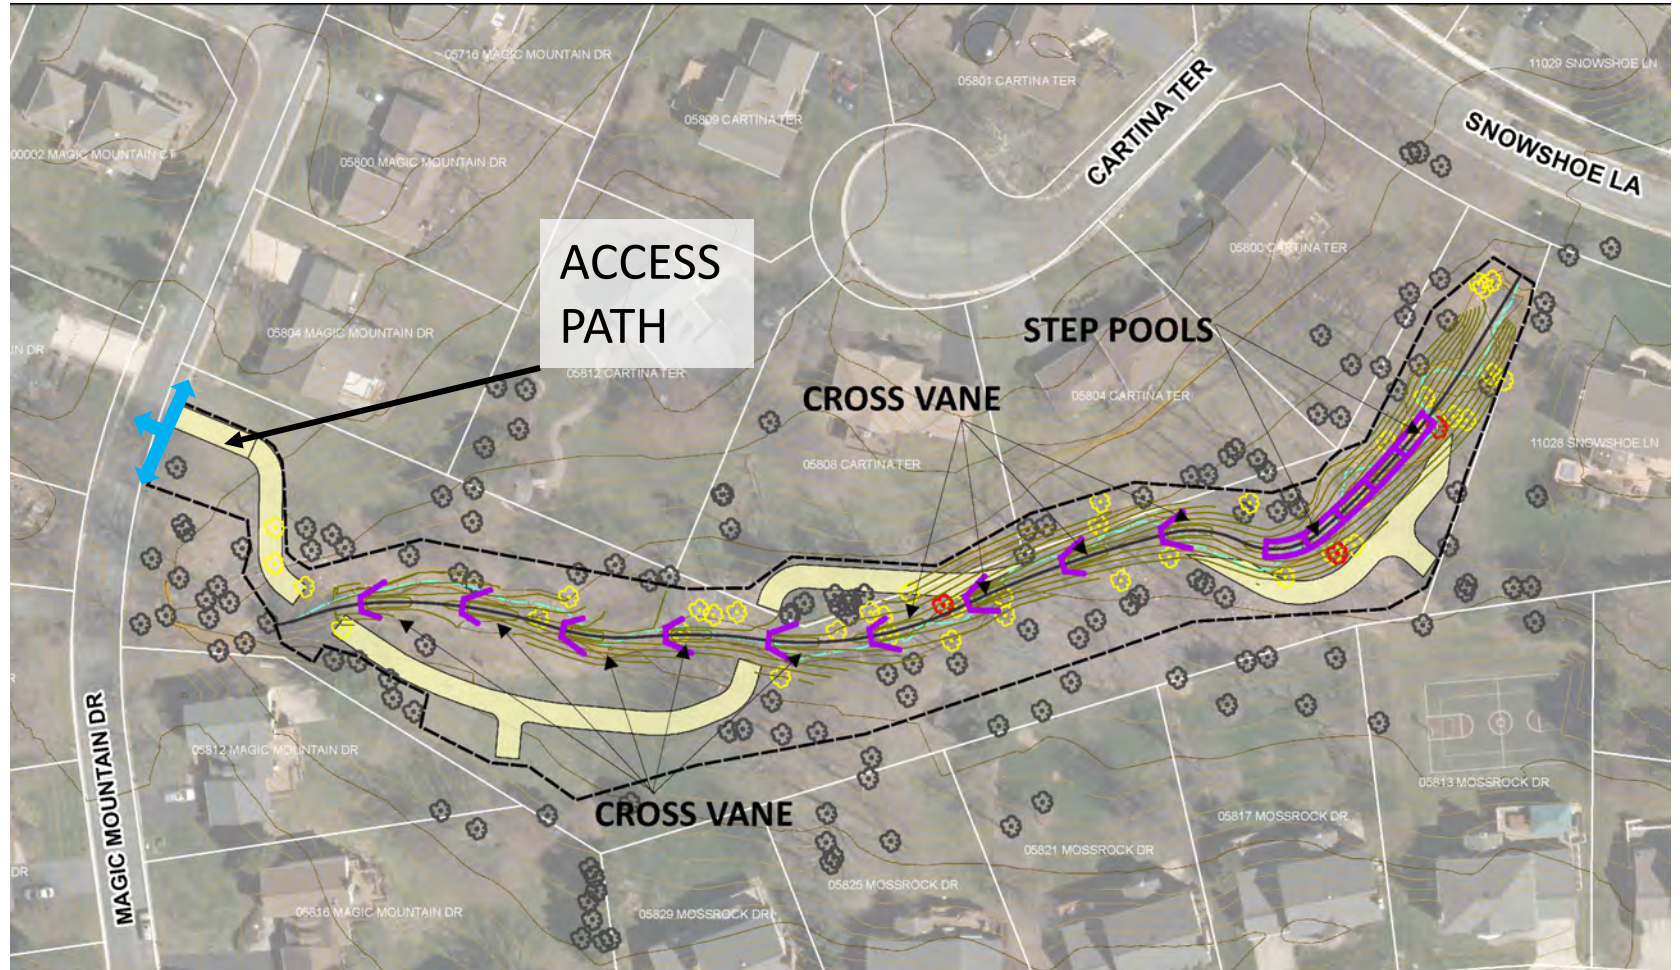 05716 MAGIC MOUNTAIN DR
05801 CARTINA TER
11029 SNOWSHOE LN
05809 CARTINA TER
CARTINA TER
SNOWSHOE LA
00002 MAGIC MOUNTAIN CT
05800 MAGIC MOUNTAIN DR
ACCESS
PATH
05800 CARTINA TER
05804 MAGIC MOUNTAIN DR
STEP POOLS
IN DR
05812 CARTINA TER
CROSS VANE
05804 CARTINA TER
05808 CARTINA TER
11028 SNOWSHOE LN
MAGIC MOUNTAIN DR
05812 MAGIC MOUNTAIN DR
CROSS VANE
05813 MOSSROCK DR
05817 MOSSROCK DR
05821 MOSSROCK DR
DR
05825 MOSSROCK DR
05816 MAGIC MOUNTAIN DR
05829 MOSSROCK DR